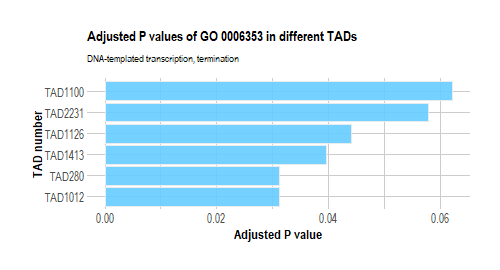 Adjusted P values of GO 0006353 in different TADs
DNA-templated transcription, termination
TAD number
TAD1100
TAD2231
TAD1126
TAD1413
TAD280
TAD1012
0.00 0.02 0.04 0.06
Adjusted P value